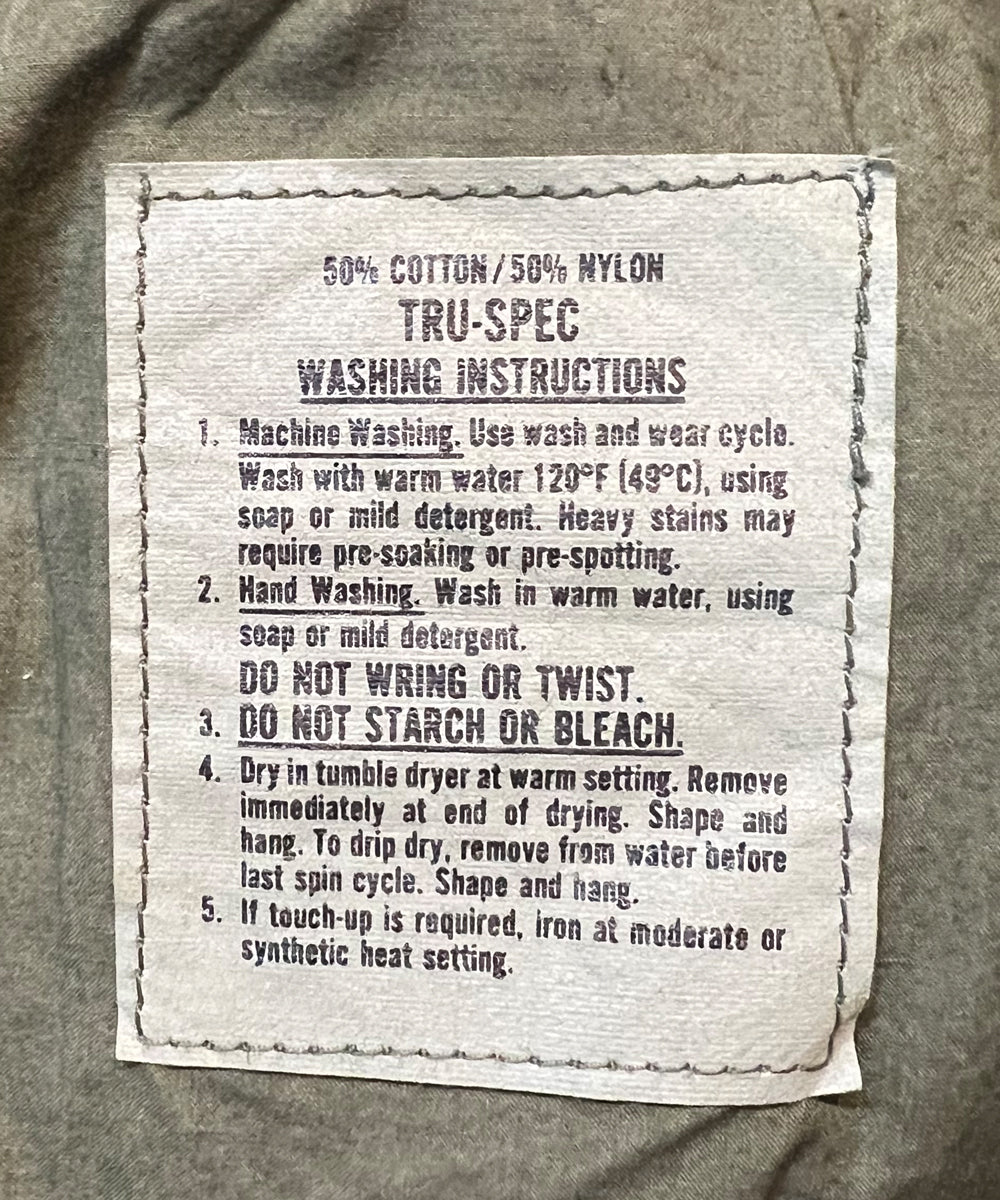 50% COTTON/50% NYLON
TRU-SPEC
WASHING INSTRUCTIONS
1. Machine Washing. Use wash and wear cycle.
Wash with warm water 120°F (49°C), using
soap or mild detergent. Heavy stains may
require pre-soaking or pre-spotting.
2. Hand Washing. Wash in warm water, using
soap or mild detergent.
DO NOT WRING OR TWIST.
3. DO NOT STARCH OR BLEACH.
4. Dry in tumble dryer at warm setting. Remove
immediately at end of drying. Shape and
hang. To drip dry, remove from water before
last spin cycle. Shape and hang.
5. If touch-up is required, iron at moderate or
synthetic heat setting.